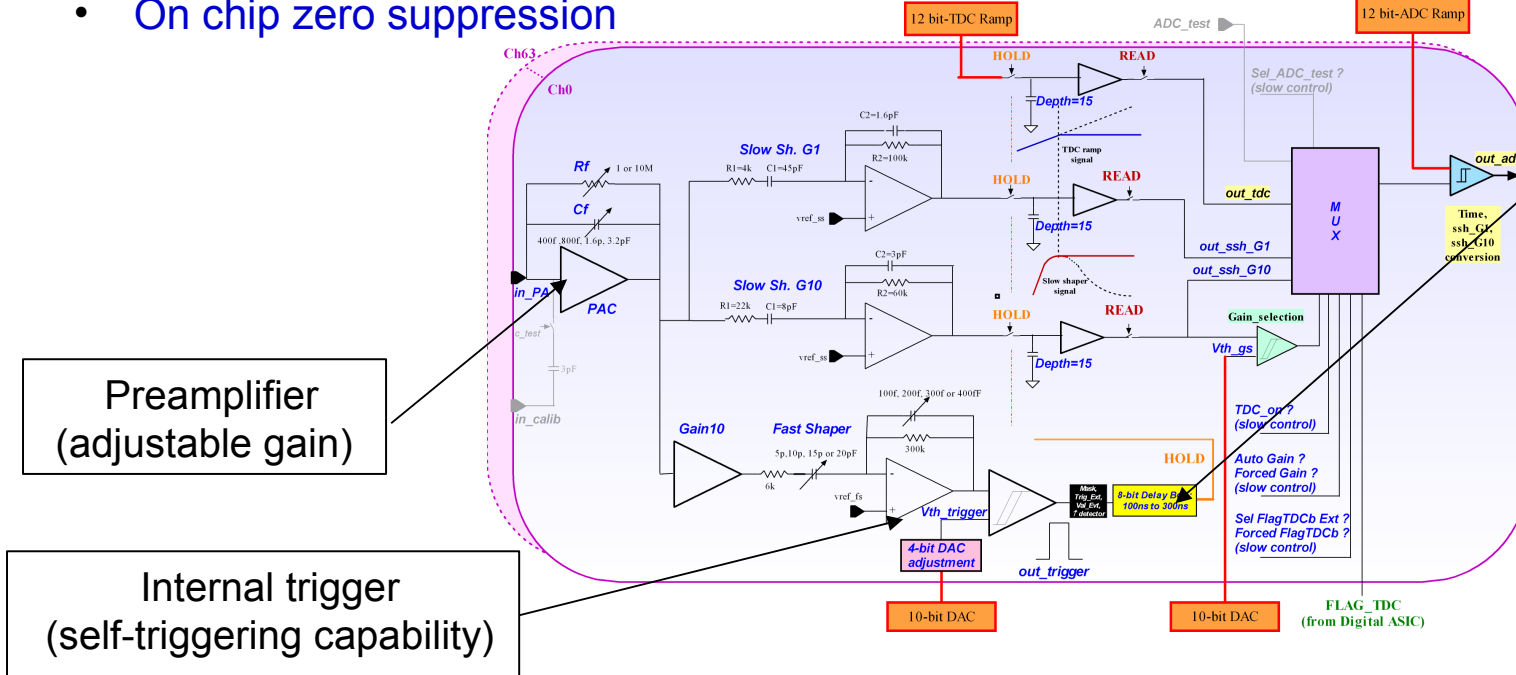 • On chip zero suppression
12 bit-TDC Ramp
ADC_test
12 bit-ADC Ramp
Ch63
Ch0
HOLD
READ
Sel_ADC_test ?
(slow control)
Depth=15
C2=1.6pF
R2=100k
Slow Sh. G1
R1=4k
C1=45pF
TDC ramp
signal
Rf
1 or 10M
Cf
400f ,800f, 1.6p, 3.2pF
HOLD
READ
vref_ss
Depth=15
out_tdc
M
U
X
out_ssh_G1
out_ssh_G10
Time,
ssh_G1,
ssh_G10
conversion
in_PA
PAC
C2=3pF
R2=60k
Slow Sh. G10
R1=22k
C1=8pF
Slow shaper
signal
HOLD
READ
Gain_selection
Vth_gs
vref_ss
Depth=15
c_test
3pF
in_calib
Preamplifier
(adjustable gain)
100f, 200f, 300f or 400fF
300k
Gain10
Fast Shaper
5p,10p, 15p or 20pF
6k
vref_fs
Vth_trigger
HOLD
Mask,
Trig_Ext,
Val_Evt,
↑ detector
8-bit Delay
100ns to 300ns
TDC_on ?
(slow control)
Auto Gain ?
Forced Gain ?
(slow control)
Sel FlagTDCb Ext ?
Forced FlagTDCb ?
(slow control)
4-bit DAC
adjustment
out_trigger
Internal trigger
(self-triggering capability)
10-bit DAC
10-bit DAC
FLAG_TDC
(from Digital ASIC)